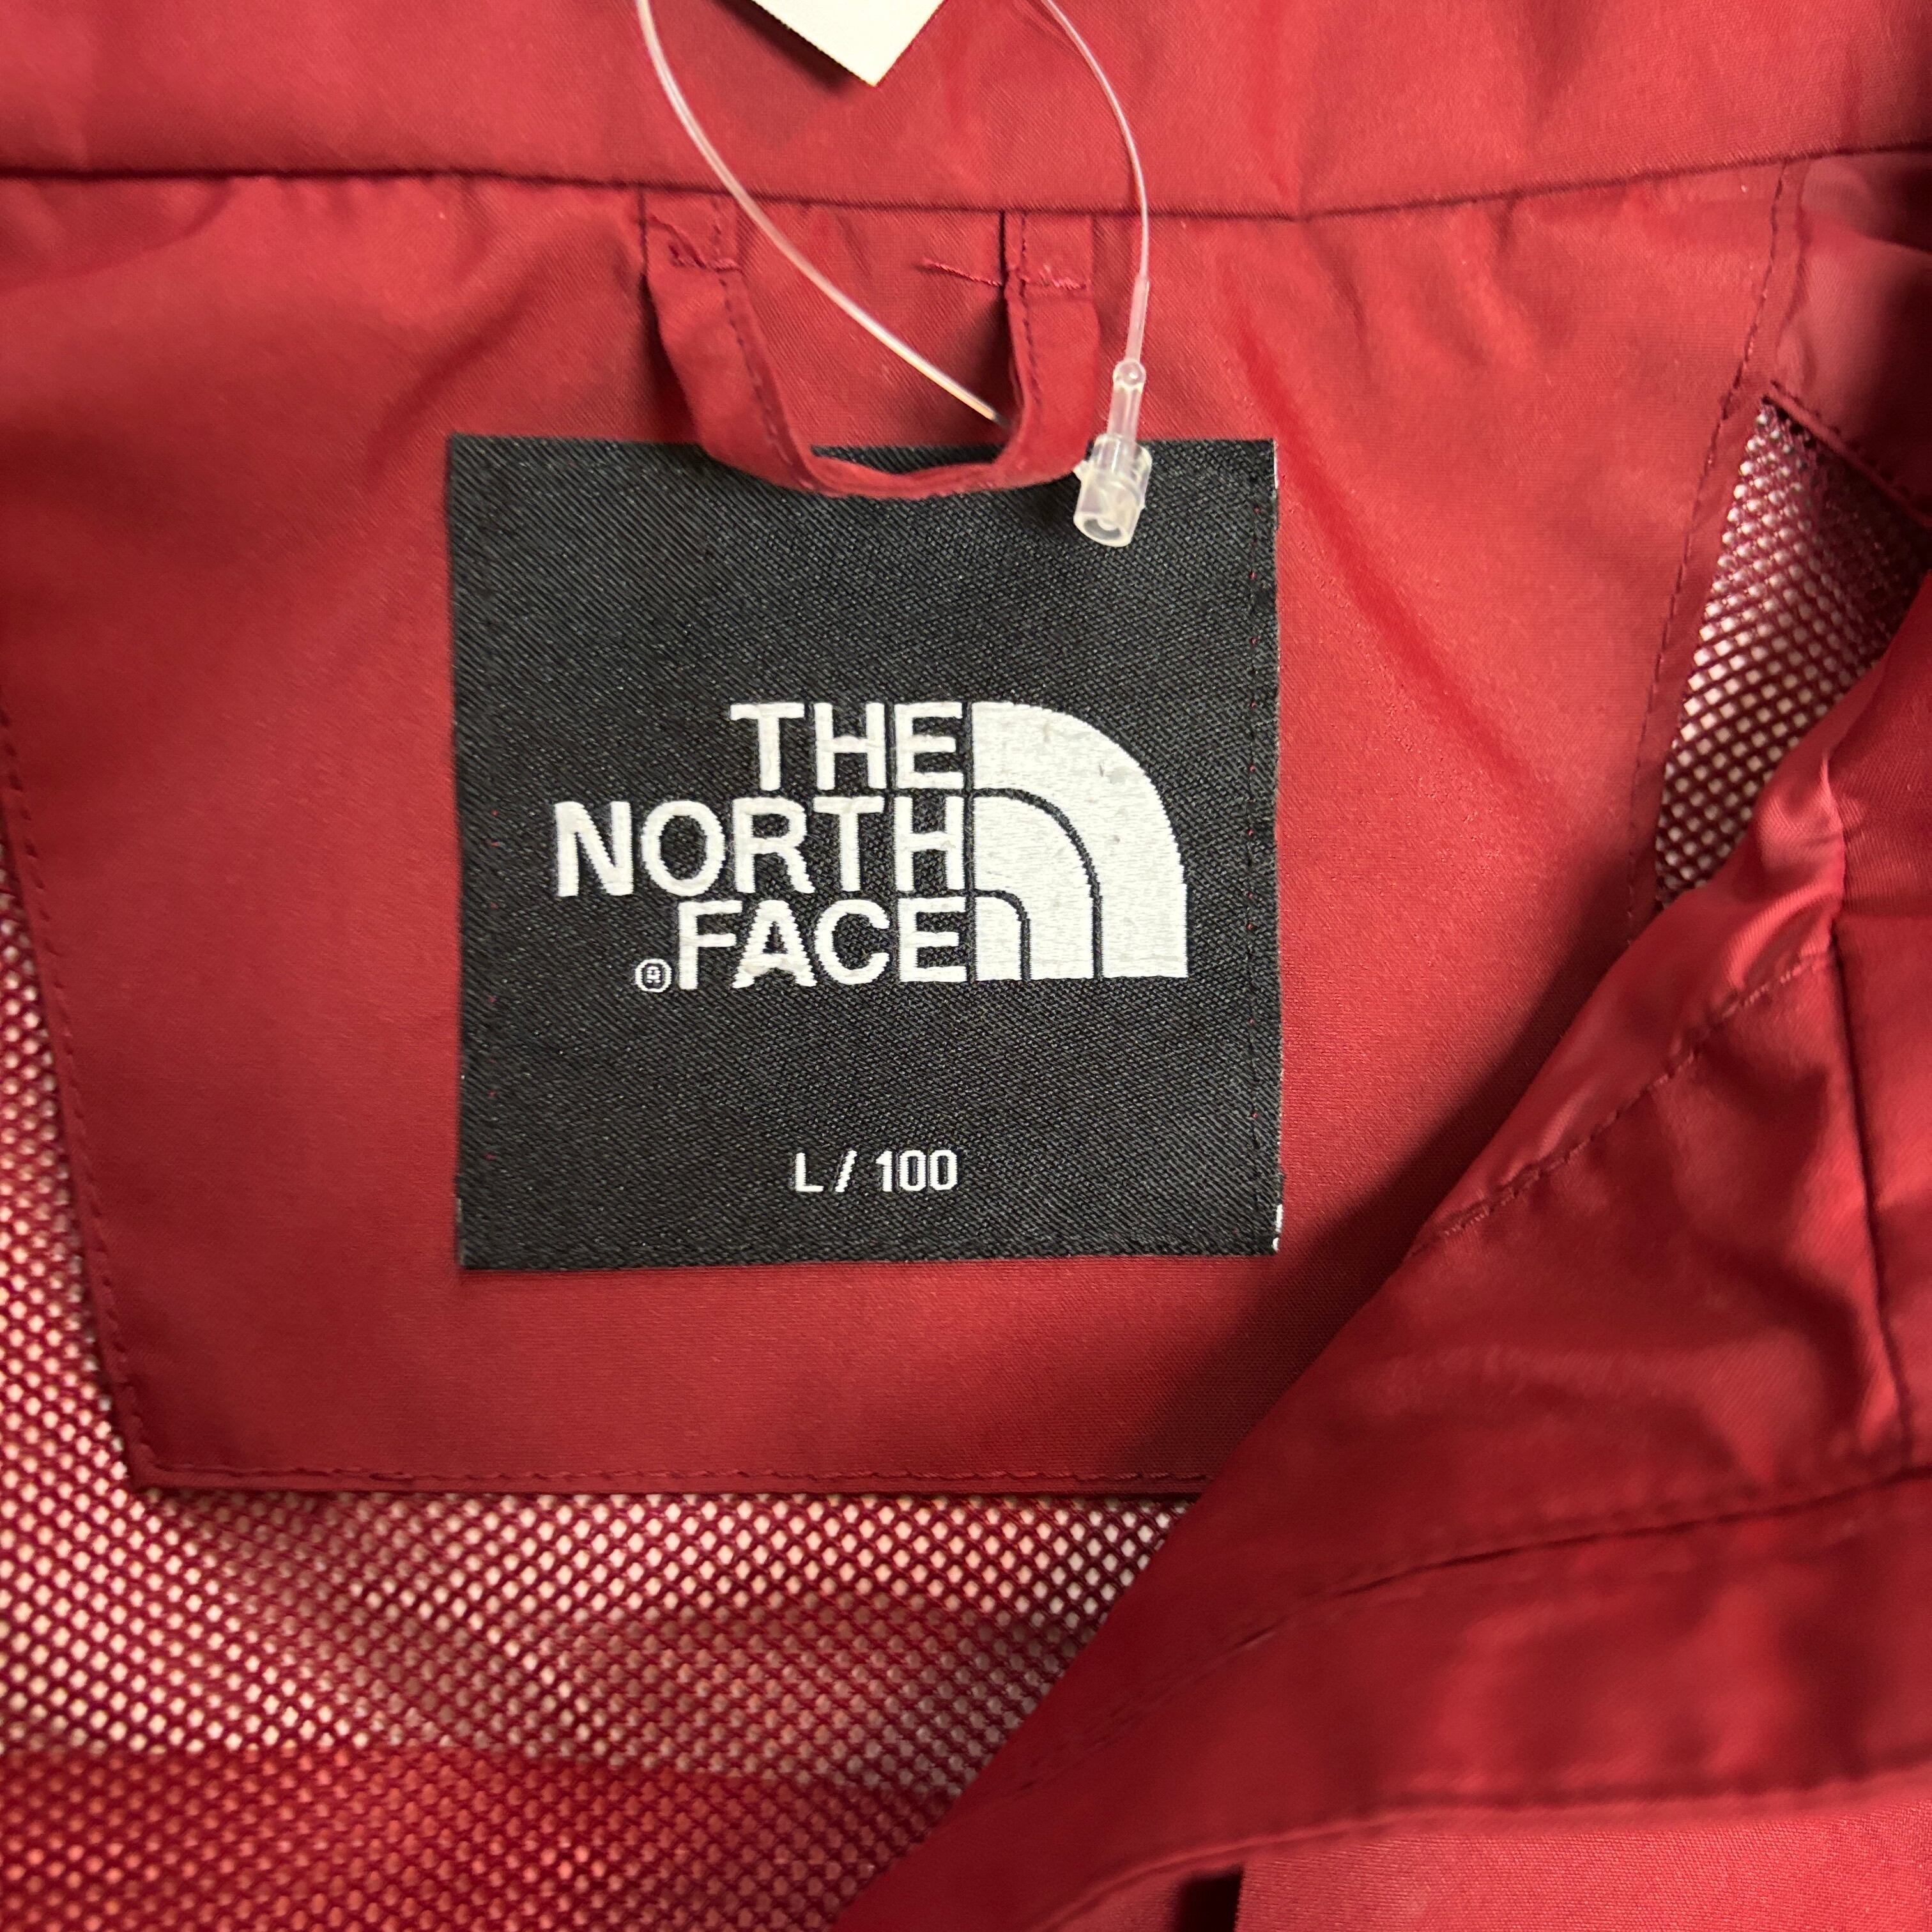 THE
NORTH
®FACE
L / 100